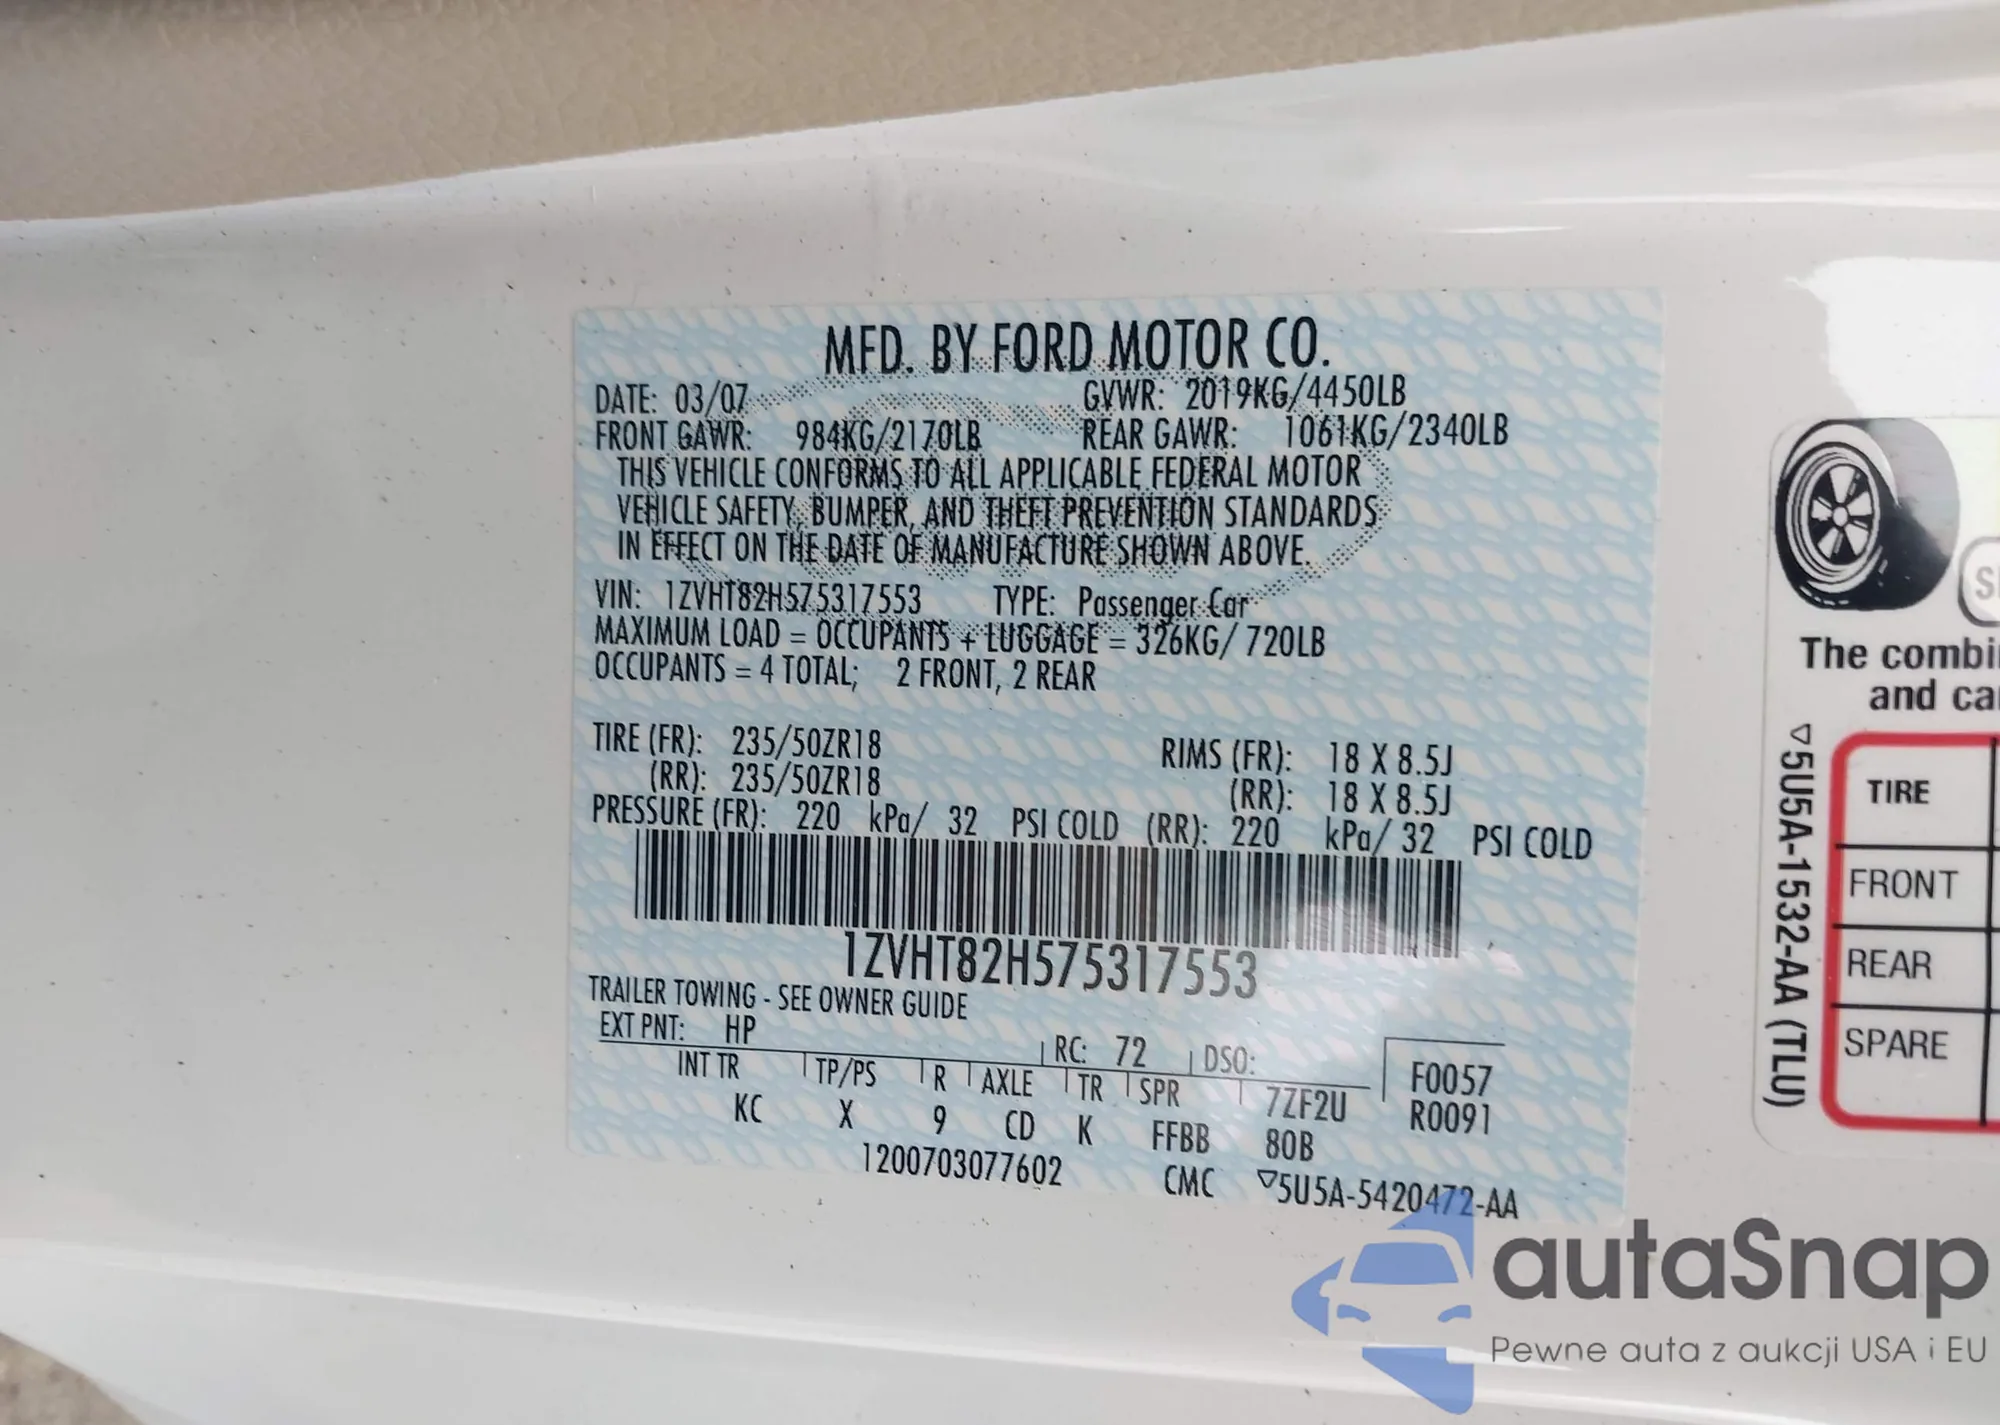 MFD. BY FORD MOTOR CO.
DATE: 03/07 GVWR: 2019KG/4450LB
FRONT GAWR: 984KG/2170LB REAR GAWR: 1061KG/2340LB
THIS VEHICLE CONFORMS TO ALL APPLICABLE FEDERAL MOTOR
VEHICLE SAFETY, BUMPER, AND THEFT PREVENTION STANDARDS
IN EFFECT ON THE DATE OF MANUFACTURE SHOWN ABOVE.
VIN: 1ZVHT82H575317553 TYPE: Passenger Car
MAXIMUM LOAD = OCCUPANTS + LUGGAGE = 326KG/ 720LB
OCCUPANTS = 4 TOTAL; 2 FRONT, 2 REAR
TIRE (FR): 235/50ZR18 RIMS (FR): 18 X 8.5J
(RR): 235/50ZR18 (RR): 18 X 8.5J
PRESSURE (FR): 220 kPa/ 32 PSI COLD (RR): 220 kPa/ 32 PSI COLD
1ZVHT82H575317553
TRAILER TOWING - SEE OWNER GUIDE
EXT PNT: HP RC: 72 DSO: F0057
INT TR TP/PS R AXLE TR SPR 7ZF2U R0091
KC X 9 CD K FFBB 80B
1200703077602 CMC ▽5U5A-5420472-AA
The combi
and ca
▽5U5A-1532-AA (TLU)
TIRE
FRONT
REAR
SPARE
autaSnap
Pewne auta z aukcji USA i EU